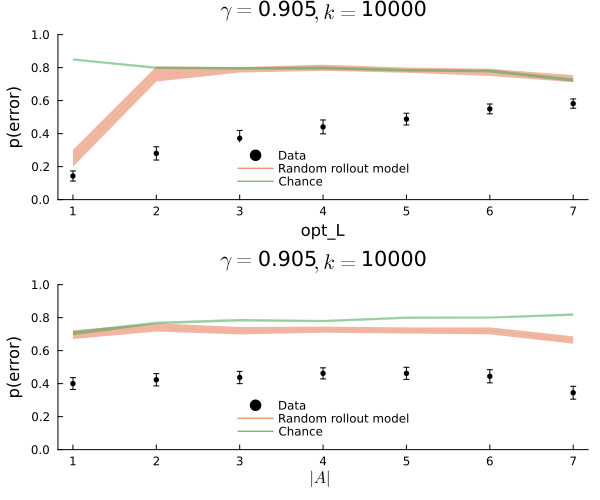 γ = 0.905, k = 10000
1.0
0.8
0.6
0.4
0.2
0.0
p(error)
Data
Random rollout model
Chance
1 2 3 4 5 6 7
opt_L
γ = 0.905, k = 10000
1.0
0.8
0.6
0.4
0.2
0.0
p(error)
Data
Random rollout model
Chance
1 2 3 4 5 6 7
|A|